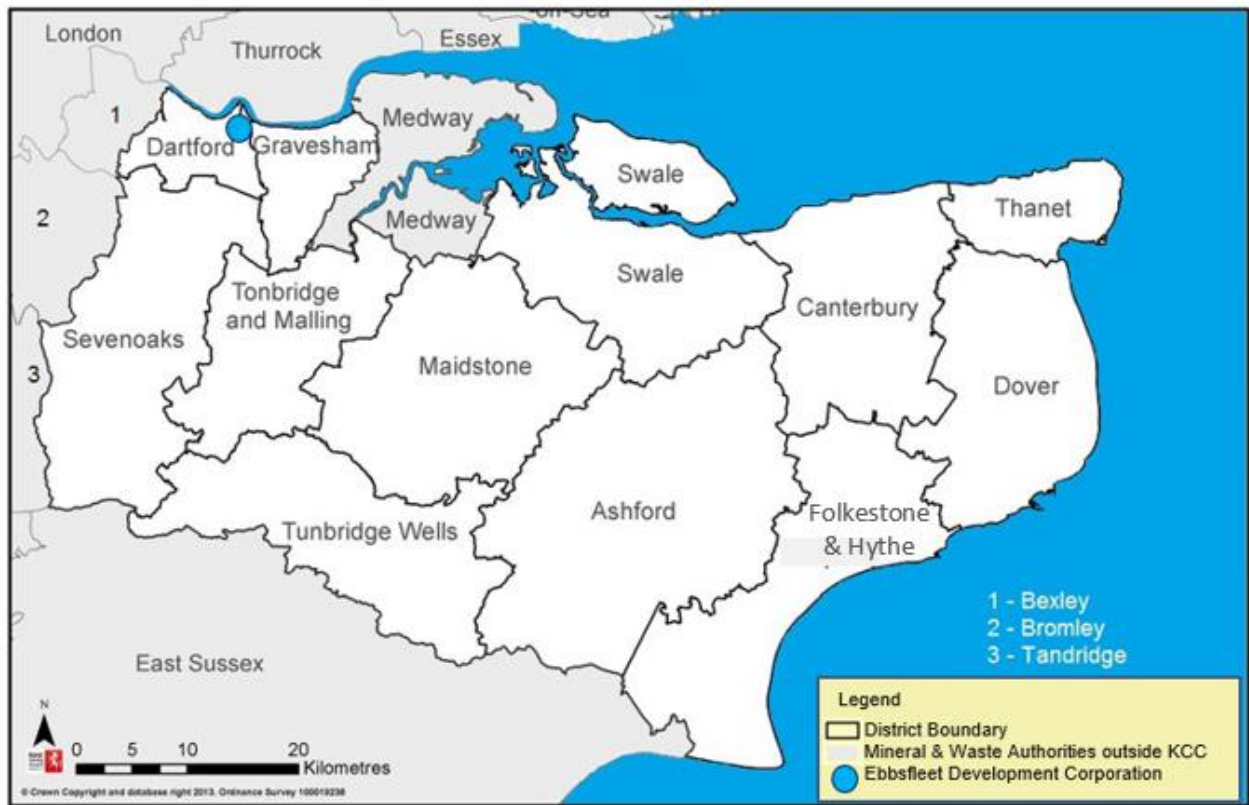 -on-Sea
London
Essex
Thurrock
1
Medway
Dartford
Gravesham
Swale
2
Thanet
Medway
Swale
Tonbridge
and Malling
Canterbury
Sevenoaks
Maidstone
3
Dover
Ashford
Folkestone
& Hythe
Tunbridge Wells
1 - Bexley
2 - Bromley
3 - Tandridge
East Sussex
Legend
District Boundary
Mineral & Waste Authorities outside KCC
Ebbsfleet Development Corporation
N
0 5 10 20
Kilometres
© Crown Copyright and database right 2013. Ordnance Survey 100019238